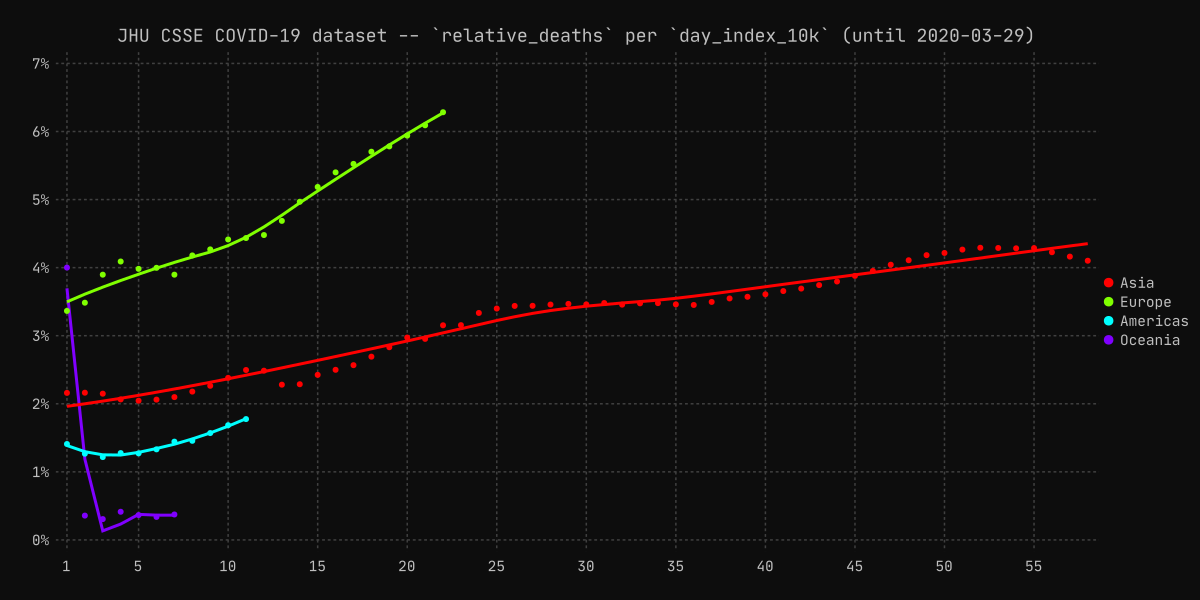 JHU CSSE COVID-19 dataset -- `relative_deaths` per `day_index_10k` (until 2020-03-29)
7%
6%
5%
4%
3%
2%
1%
0%
1 5 10 15 20 25 30 35 40 45 50 55
Asia
Europe
Americas
Oceania